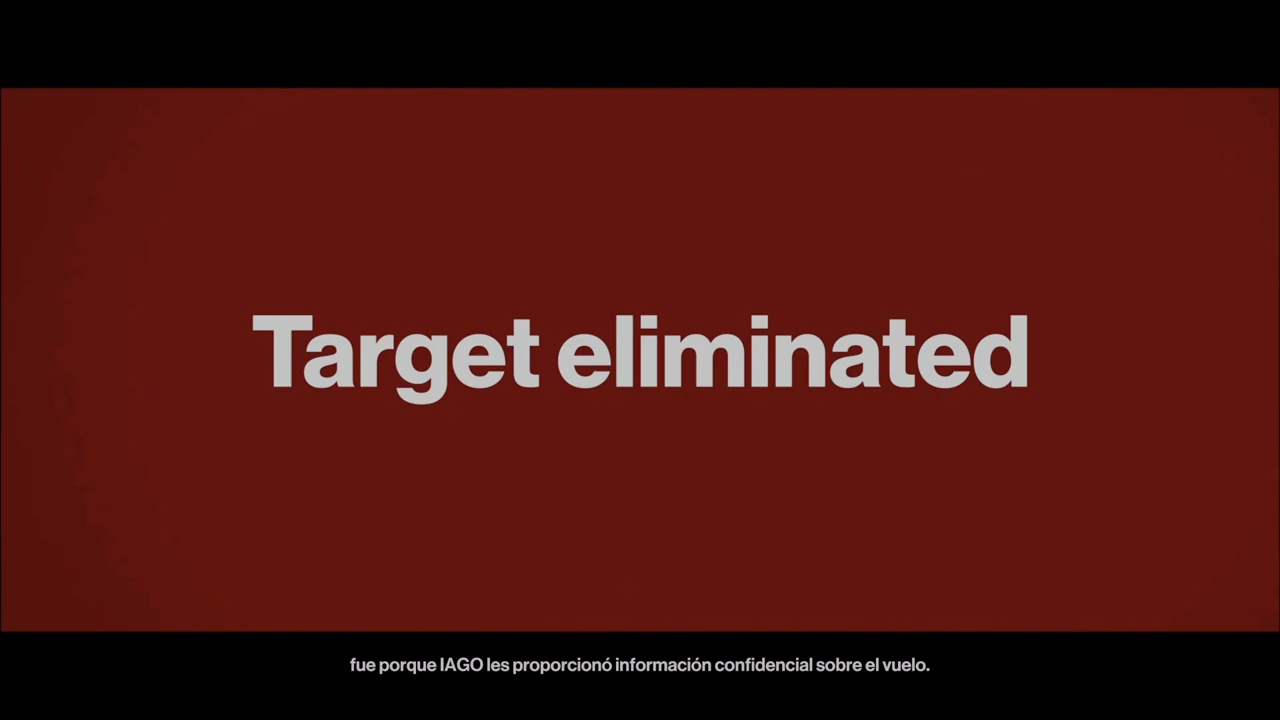 Target eliminated
fue porque IAGO les proporcionó información confidencial sobre el vuelo.